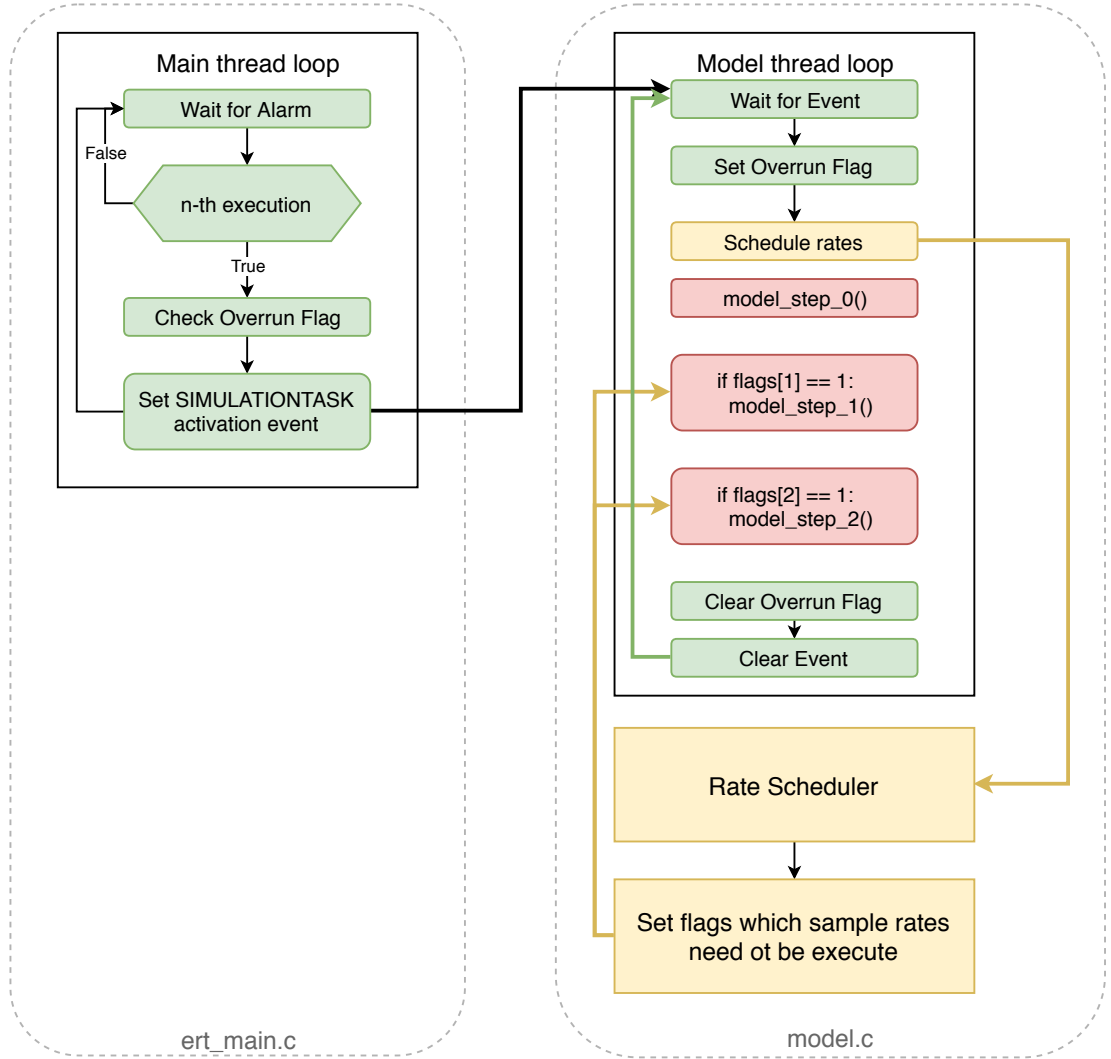 Main thread loop
Wait for Alarm
False
n-th execution
True
Check Overrun Flag
Set SIMULATIONTASK
activation event
ert_main.c
Model thread loop
Wait for Event
Set Overrun Flag
Schedule rates
model_step_0()
if flags[1] == 1:
model_step_1()
if flags[2] == 1:
model_step_2()
Clear Overrun Flag
Clear Event
Rate Scheduler
Set flags which sample rates
need ot be execute
model.c